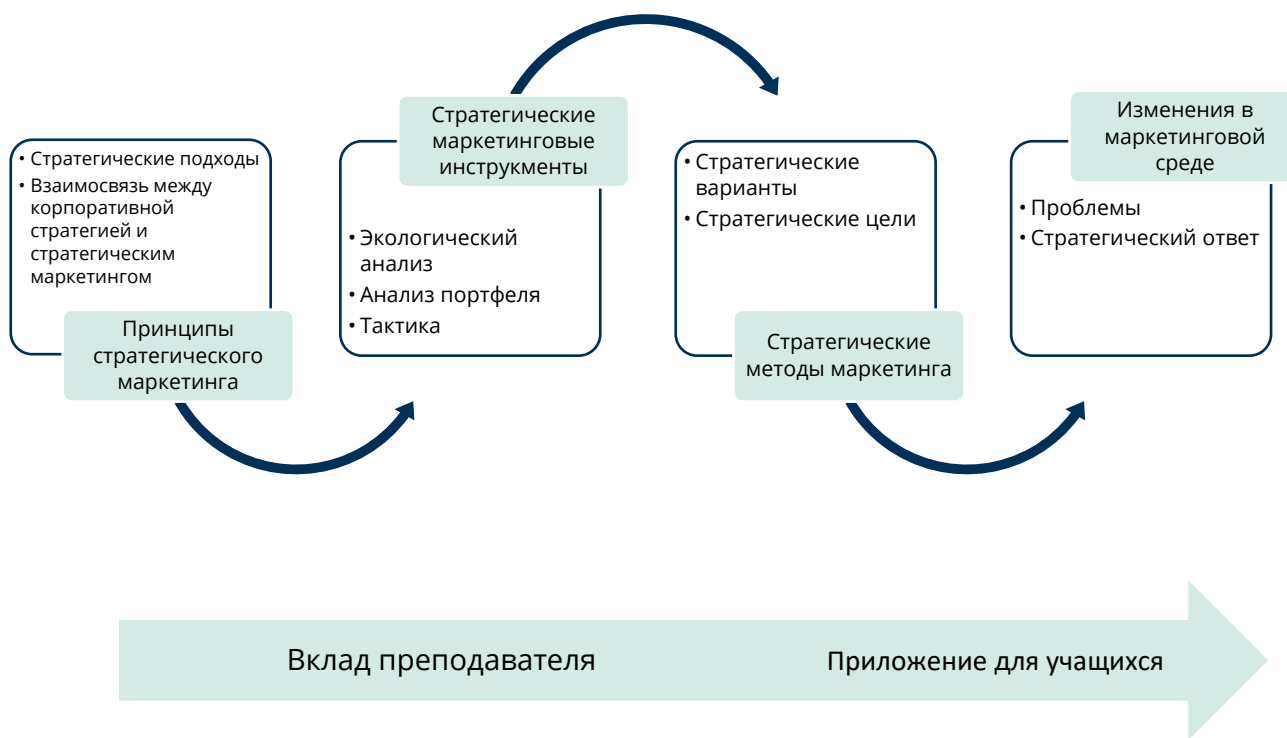 • Стратегические подходы
• Взаимосвязь между
корпоративной
стратегией и
стратегическим
маркетингом
Принципы
стратегического
маркетинга
Стратегические
маркетинговые
инструкменты
• Экологический
анализ
• Анализ портфеля
• Тактика
• Стратегические
варианты
• Стратегические цели
Стратегические
методы маркетинга
Изменения в
маркетинговой
среде
• Проблемы
• Стратегический ответ
Вклад преподавателя
Приложение для учащихся